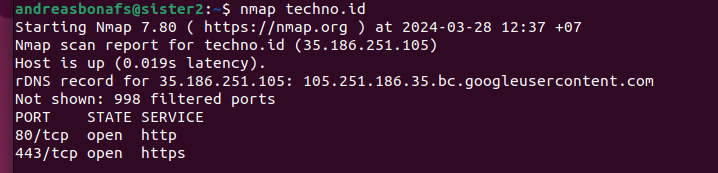 andreasbonafs@sister2:~$ nmap techno.id
Starting Nmap 7.80 ( https://nmap.org ) at 2024-03-28 12:37 +07
Nmap scan report for techno.id (35.186.251.105)
Host is up (0.019s latency).
rDNS record for 35.186.251.105: 105.251.186.35.bc.googleusercontent.com
Not shown: 998 filtered ports
PORT    STATE SERVICE
80/tcp  open  http
443/tcp open  https